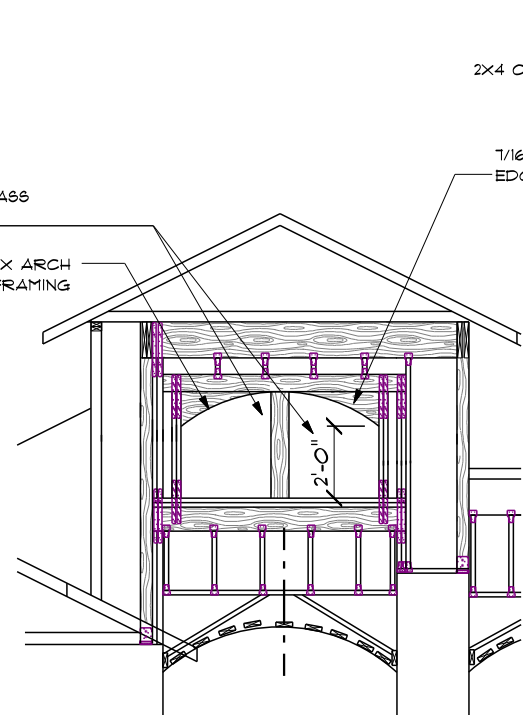 2X4 O
7/16
EDG
ASS
X ARCH
FRAMING
2'-0"